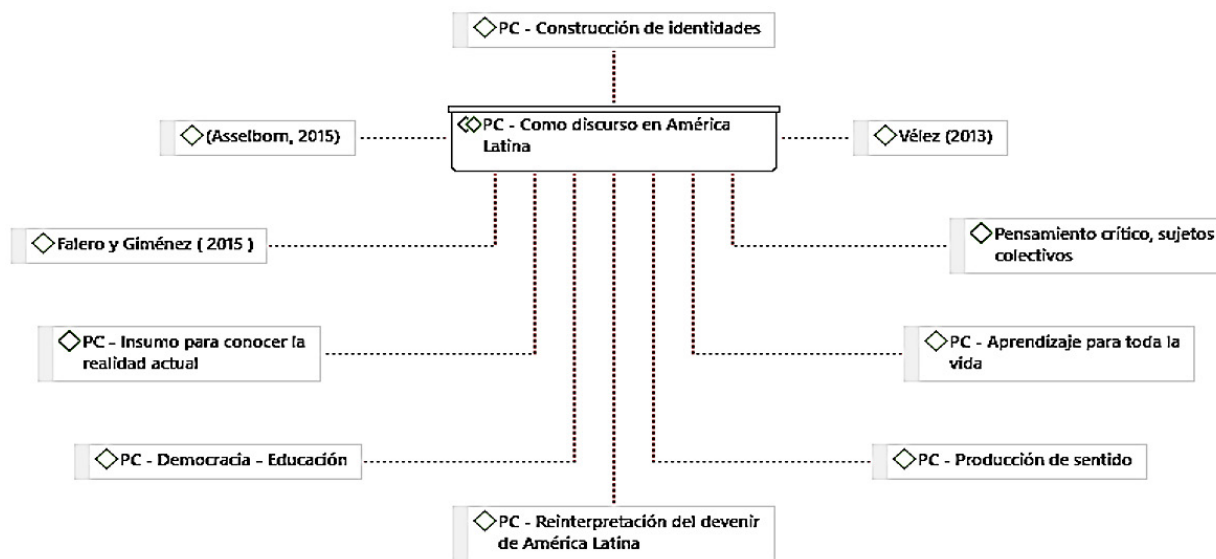 PC - Construcción de identidades
(Asselborn, 2015)
PC - Como discurso en América
Latina
Vélez (2013)
Falero y Giménez ( 2015 )
Pensamiento crítico, sujetos
colectivos
PC - Insumo para conocer la
realidad actual
PC - Aprendizaje para toda la
vida
PC - Democracia - Educación
PC - Producción de sentido
PC - Reinterpretación del devenir
de América Latina